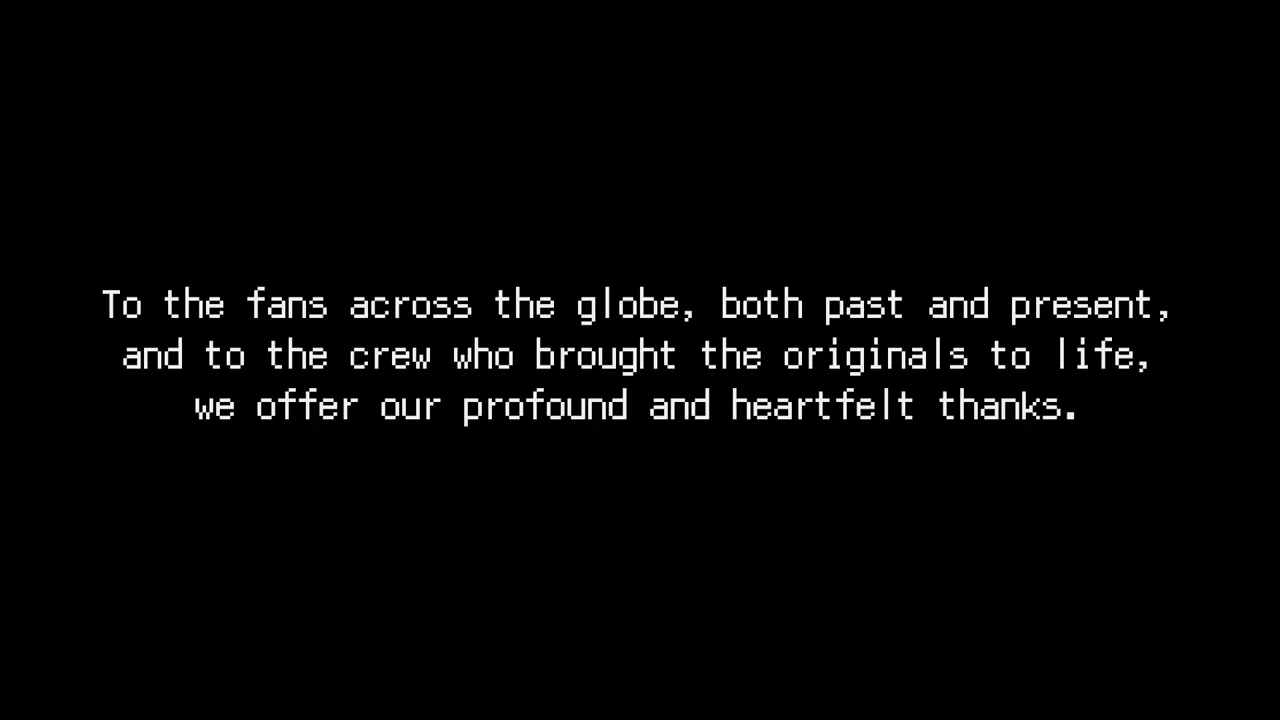 To the fans across the globe, both past and present,
and to the crew who brought the originals to life,
we offer our profound and heartfelt thanks.